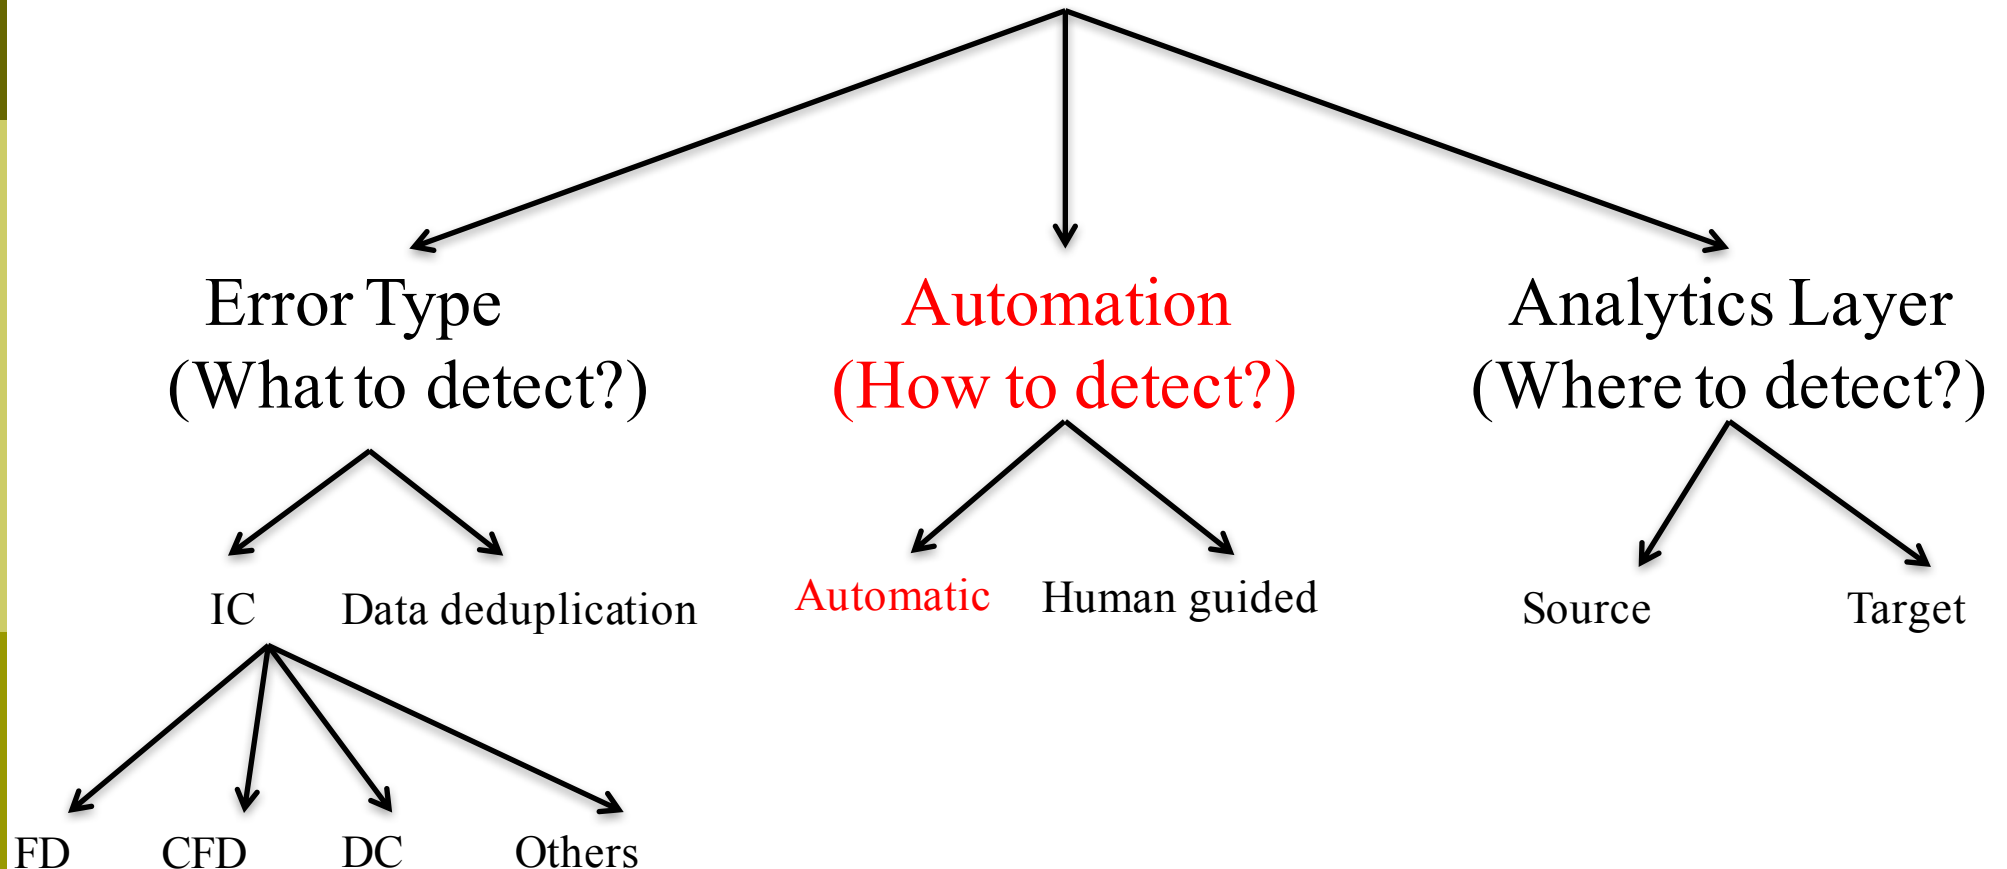 Error Type
(What to detect?)
Automation
(How to detect?)
Analytics Layer
(Where to detect?)
IC
Data deduplication
Automatic
Human guided
Source
Target
FD
CFD
DC
Others